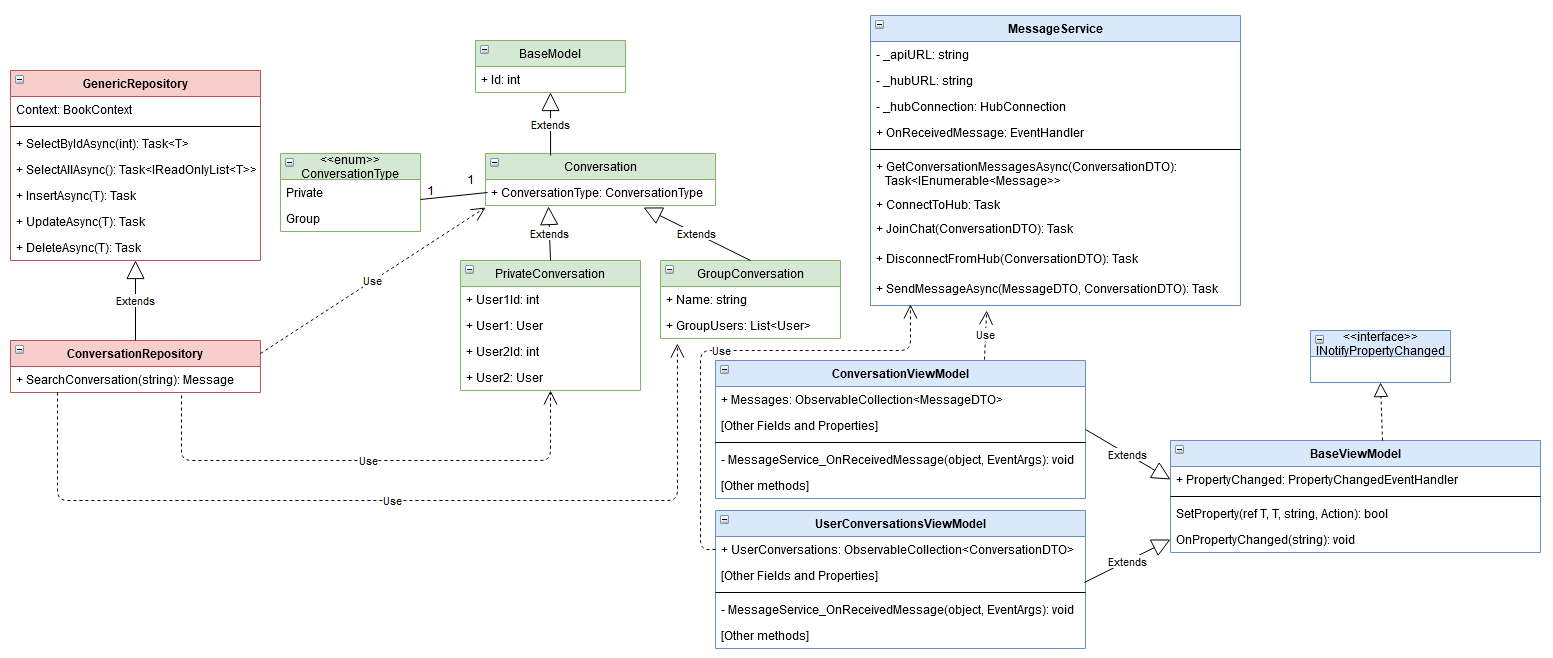 GenericRepository
Context: BookContext
+ SelectByIdAsync(int): Task<T>
+ SelectAllAsync(): Task<IReadOnlyList<T>>
+ InsertAsync(T): Task
+ UpdateAsync(T): Task
+ DeleteAsync(T): Task
Extends
ConversationRepository
+ SearchConversation(string): Message
BaseModel
+ Id: int
Extends
<<enum>>
ConversationType
Private
Group
1
1
Conversation
+ ConversationType: ConversationType
Extends
Extends
Use
PrivateConversation
+ User1Id: int
+ User1: User
+ User2Id: int
+ User2: User
GroupConversation
+ Name: string
+ GroupUsers: List<User>
Use
Use
MessageService
- _apiURL: string
- _hubURL: string
- _hubConnection: HubConnection
+ OnReceivedMessage: EventHandler
+ GetConversationMessagesAsync(ConversationDTO):
Task<IEnumerable<Message>>
+ ConnectToHub: Task
+ JoinChat(ConversationDTO): Task
+ DisconnectFromHub(ConversationDTO): Task
+ SendMessageAsync(MessageDTO, ConversationDTO): Task
Use
Use
ConversationViewModel
+ Messages: ObservableCollection<MessageDTO>
[Other Fields and Properties]
- MessageService_OnReceivedMessage(object, EventArgs): void
[Other methods]
UserConversationsViewModel
+ UserConversations: ObservableCollection<ConversationDTO>
[Other Fields and Properties]
- MessageService_OnReceivedMessage(object, EventArgs): void
[Other methods]
Extends
Extends
<<interface>>
INotifyPropertyChanged
BaseViewModel
+ PropertyChanged: PropertyChangedEventHandler
SetProperty(ref T, T, string, Action): bool
OnPropertyChanged(string): void